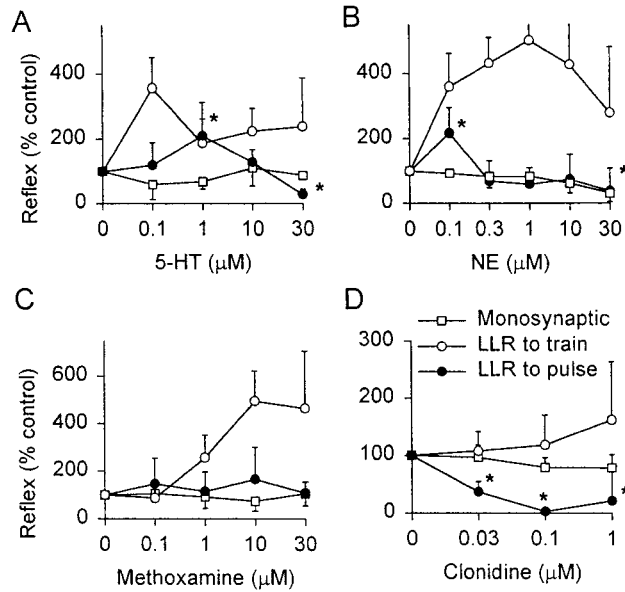 A
Reflex (% control)
400
200
0
*
*
0 0.1 1 10 30
5-HT (μM)
B
400
200
0
*
*
0 0.1 0.3 1 10 30
NE (μM)
C
Reflex (% control)
600
400
200
0
0 0.1 1 10 30
Methoxamine (μM)
D
Monosynaptic
LLR to train
LLR to pulse
300
200
100
0
* * *
0 0.03 0.1 1
Clonidine (μM)